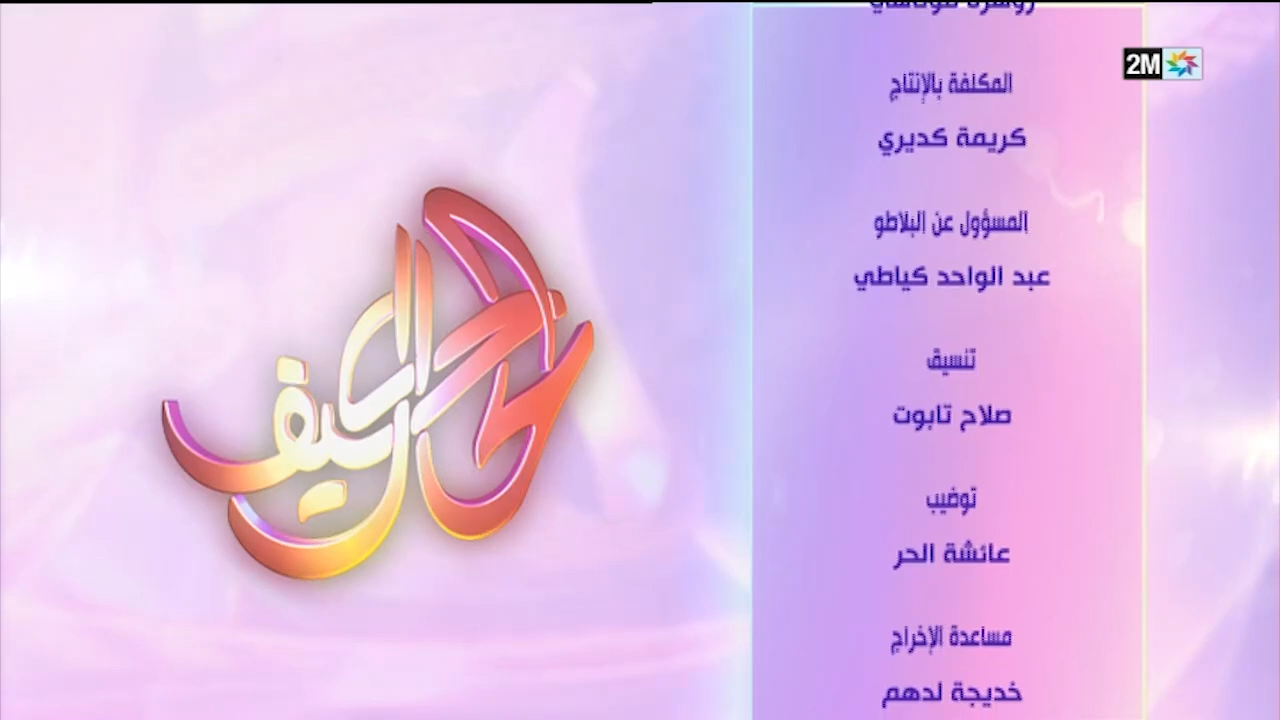 2M
المكلفة بالإنتاج
كريمة كديري
المسؤول عن البلاطو
عبد الواحد كياطي
تنسيق
صلاح تابوت
توضيب
عائشة الحر
مساعدة الإخراج
خديجة لدهم